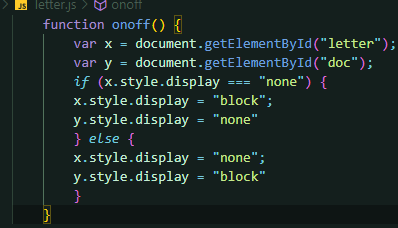 JS letter.js > onoff
function onoff() {
var x = document.getElementById("letter");
var y = document.getElementById("doc");
if (x.style.display === "none") {
x.style.display = "block";
y.style.display = "none"
} else {
x.style.display = "none";
y.style.display = "block"
}
}